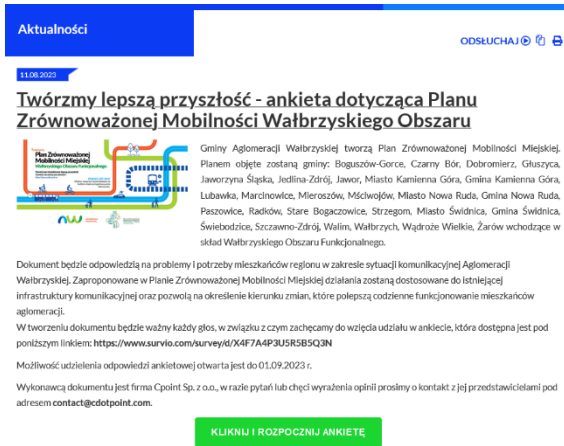 Aktualności
ODSŁUCHAJ
11.08.2023
Twórzmy lepszą przyszłość - ankieta dotycząca Planu
Zrównoważonej Mobilności Wałbrzyskiego Obszaru
Plan Zrównoważonej
Mobilności Miejskiej
Wałbrzyskiego Obszaru Funkcjonalnego
Gminy Aglomeracji Wałbrzyskiej tworzą Plan Zrównoważonej Mobilności Miejskiej.
Planem objęte zostaną gminy: Boguszów-Gorce, Czarny Bór, Dobromierz, Głuszyca,
Jaworzyna Śląska, Jedlina-Zdrój, Jawor, Miasto Kamienna Góra, Gmina Kamienna Góra,
Lubawka, Marcinowice, Mieroszów, Mściwojów, Miasto Nowa Ruda, Gmina Nowa Ruda,
Paszowice, Radków, Stare Bogaczowice, Strzegom, Miasto Świdnica, Gmina Świdnica,
Świebodzice, Szczawno-Zdrój, Walim, Wałbrzych, Wądroże Wielkie, Żarów wchodzące w
skład Wałbrzyskiego Obszaru Funkcjonalnego.
Dokument będzie odpowiedzią na problemy i potrzeby mieszkańców regionu w zakresie sytuacji komunikacyjnej Aglomeracji
Wałbrzyskiej. Zaproponowane w Planie Zrównoważonej Mobilności Miejskiej działania zostaną dostosowane do istniejącej
infrastruktury komunikacyjnej oraz pozwolą na określenie kierunku zmian, które polepszą codzienne funkcjonowanie mieszkańców
aglomeracji.
W tworzeniu dokumentu będzie ważny każdy głos, w związku z czym zachęcamy do wzięcia udziału w ankiecie, która dostępna jest pod
poniższym linkiem: https://www.survio.com/survey/d/X4F7A4P3U5R5B5Q3N
Możliwość udzielenia odpowiedzi ankietowej otwarta jest do 01.09.2023 r.
Wykonawcą dokumentu jest firma Cpoint Sp. z o.o., w razie pytań lub chęci wyrażenia opinii prosimy o kontakt z jej przedstawicielami pod
adresem contact@cdotpoint.com.
KLIKNIJ I ROZPOCZNIJ ANKIETĘ